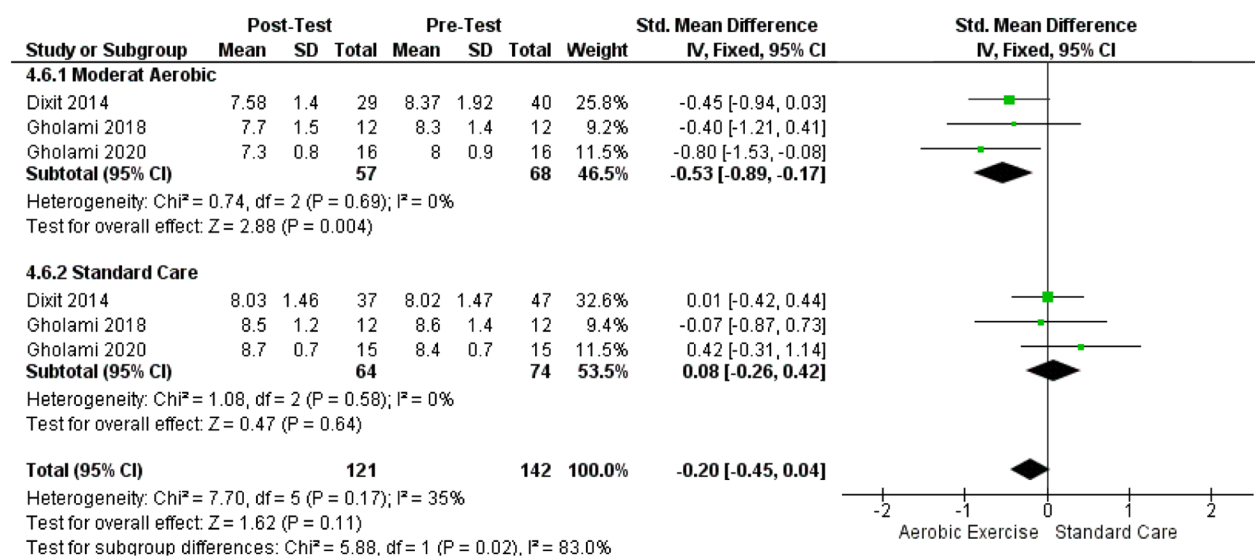 Post-Test Pre-Test Std. Mean Difference Std. Mean Difference
Study or Subgroup Mean SD Total Mean SD Total Weight IV, Fixed, 95% CI IV, Fixed, 95% CI
4.6.1 Moderat Aerobic
Dixit 2014 7.58 1.4 29 8.37 1.92 40 25.8% -0.45 [-0.94, 0.03]
Gholami 2018 7.7 1.5 12 8.3 1.4 12 9.2% -0.40 [-1.21, 0.41]
Gholami 2020 7.3 0.8 16 8 0.9 16 11.5% -0.80 [-1.53, -0.08]
Subtotal (95% CI) 57 68 46.5% -0.53 [-0.89, -0.17]
Heterogeneity: Chi² = 0.74, df = 2 (P = 0.69); I² = 0%
Test for overall effect: Z = 2.88 (P = 0.004)
4.6.2 Standard Care
Dixit 2014 8.03 1.46 37 8.02 1.47 47 32.6% 0.01 [-0.42, 0.44]
Gholami 2018 8.5 1.2 12 8.6 1.4 12 9.4% -0.07 [-0.87, 0.73]
Gholami 2020 8.7 0.7 15 8.4 0.7 15 11.5% 0.42 [-0.31, 1.14]
Subtotal (95% CI) 64 74 53.5% 0.08 [-0.26, 0.42]
Heterogeneity: Chi² = 1.08, df = 2 (P = 0.58); I² = 0%
Test for overall effect: Z = 0.47 (P = 0.64)
Total (95% CI) 121 142 100.0% -0.20 [-0.45, 0.04]
Heterogeneity: Chi² = 7.70, df = 5 (P = 0.17); I² = 35%
Test for overall effect: Z = 1.62 (P = 0.11)
Test for subgroup differences: Chi² = 5.88, df = 1 (P = 0.02), I² = 83.0%
-2 -1 0 1 2
Aerobic Exercise Standard Care